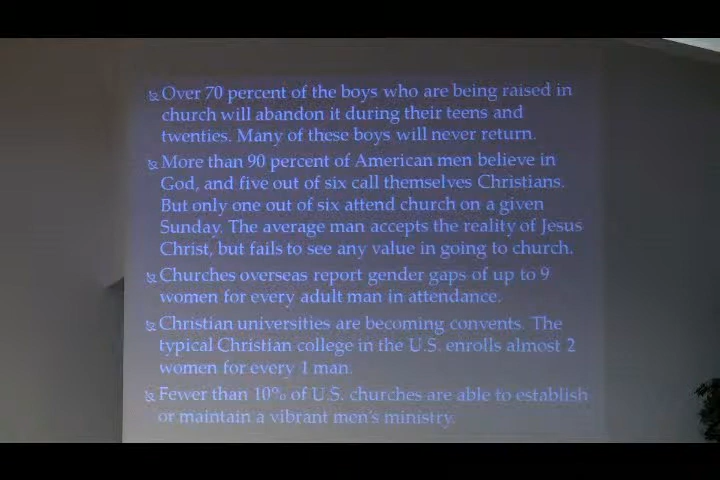 Over 70 percent of the boys who are being raised in
church will abandon it during their teens and
twenties. Many of these boys will never return.
More than 90 percent of American men believe in
God, and five out of six call themselves Christians.
But only one out of six attend church on a given
Sunday. The average man accepts the reality of Jesus
Christ, but fails to see any value in going to church.
Churches overseas report gender gaps of up to 9
women for every adult man in attendance.
Christian universities are becoming convents. The
typical Christian college in the U.S. enrolls almost 2
women for every 1 man.
Fewer than 10% of U.S. churches are able to establish
or maintain a vibrant men's ministry.